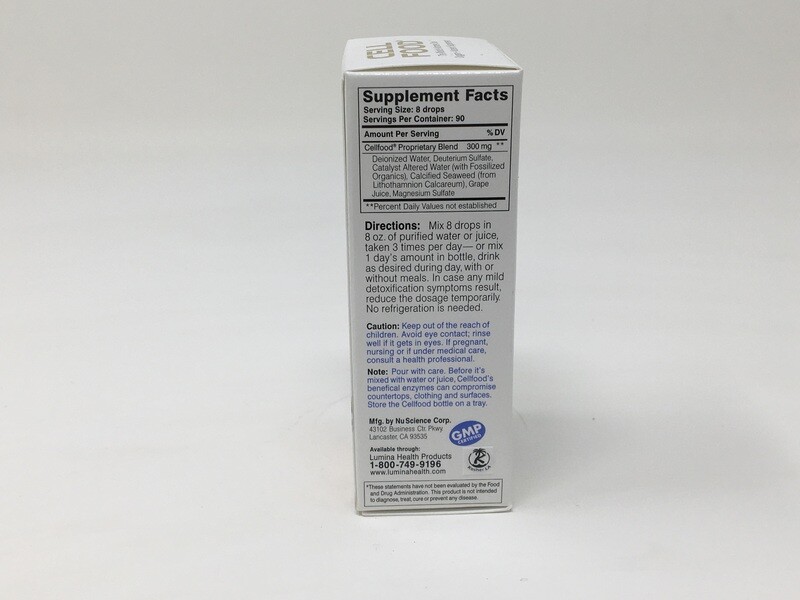 CELL
FOOD
Supplement Facts
Serving Size: 8 drops
Servings Per Container: 90
Amount Per Serving %DV
Cellfood® Proprietary Blend 300 mg **
Deionized Water, Deuterium Sulfate,
Catalyst Altered Water (with Fossilized
Organics), Calcified Seaweed (from
Lithothamnion Calcareum), Grape
Juice, Magnesium Sulfate
**Percent Daily Values not established
Directions: Mix 8 drops in
8 oz. of purified water or juice,
taken 3 times per day— or mix
1 day's amount in bottle, drink
as desired during day, with or
without meals. In case any mild
detoxification symptoms result,
reduce the dosage temporarily.
No refrigeration is needed.
Caution: Keep out of the reach of
children. Avoid eye contact; rinse
well if it gets in eyes. If pregnant,
nursing or if under medical care,
consult a health professional.
Note: Pour with care. Before it's
mixed with water or juice, Cellfood's
benefical enzymes can compromise
countertops, clothing and surfaces.
Store the Cellfood bottle on a tray.
Mfg. by NuScience Corp.
43102 Business Ctr. Pkwy
Lancaster, CA 93535
GMP
CERTIFIED
Available through:
Lumina Health Products
1-800-749-9196
www.luminahealth.com
Kosher LA
*These statements have not been evaluated by the Food
and Drug Administration. This product is not intended
to diagnose, treat, cure or prevent any disease.